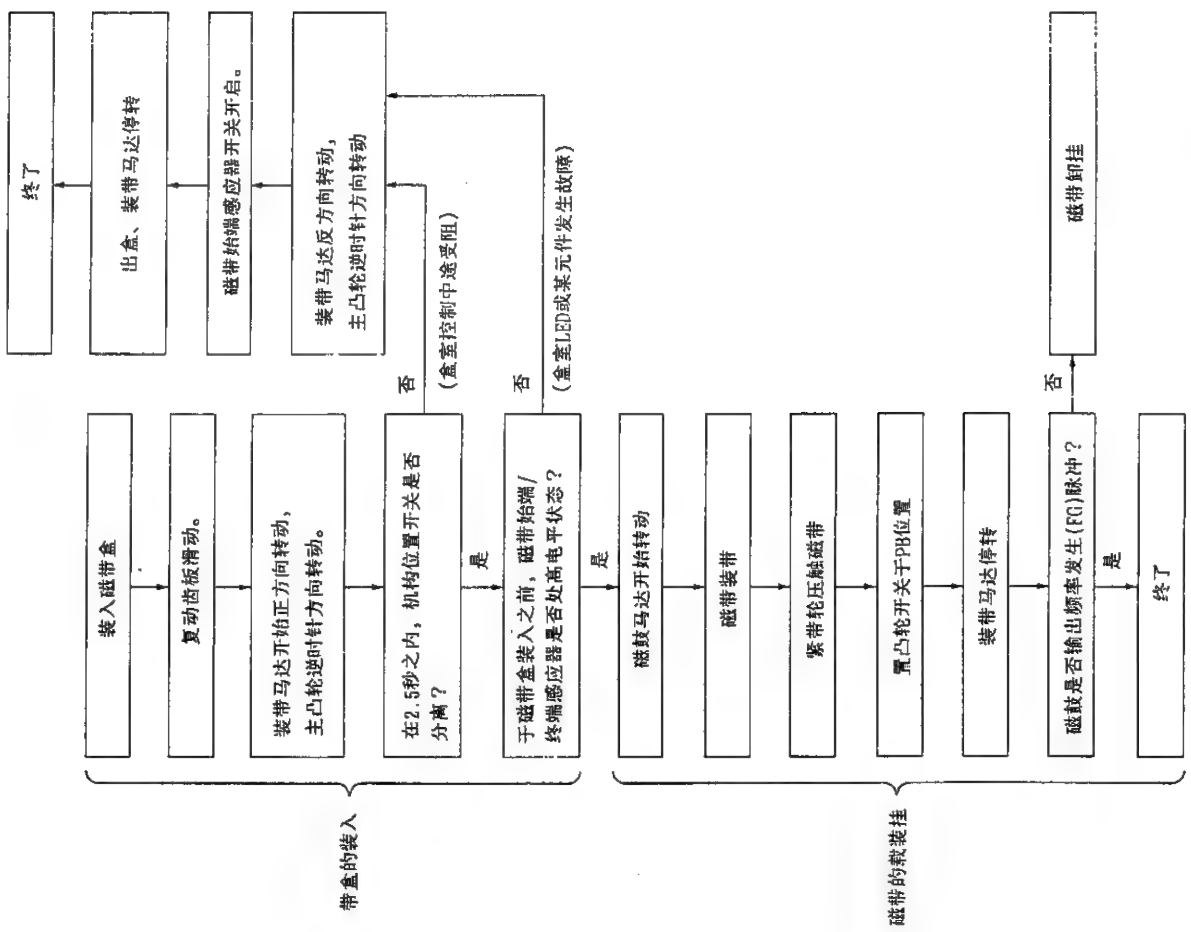 带盒的装入
装入磁带盒
复动齿板滑动。
装带马达开始正方向转动，
主凸轮逆时针方向转动。
在2.5秒之内，机构位置开关是否
分离？
否
(盒室控制中途受阻)
是
于磁带盒装入之前，磁带始端/
终端感应器是否处高电平状态？
否
(盒室LED或某元件发生故障)
是
装带马达反方向转动，
主凸轮逆时针方向转动
磁带始端感应器开关开启。
出盒、装带马达停转
终了
磁带的载装挂
磁鼓马达开始转动
磁带装带
紧带轮压触磁带
置凸轮开关于PB位置
装带马达停转
磁鼓是否输出频率发生(FG)脉冲？
否
磁带卸挂
是
终了